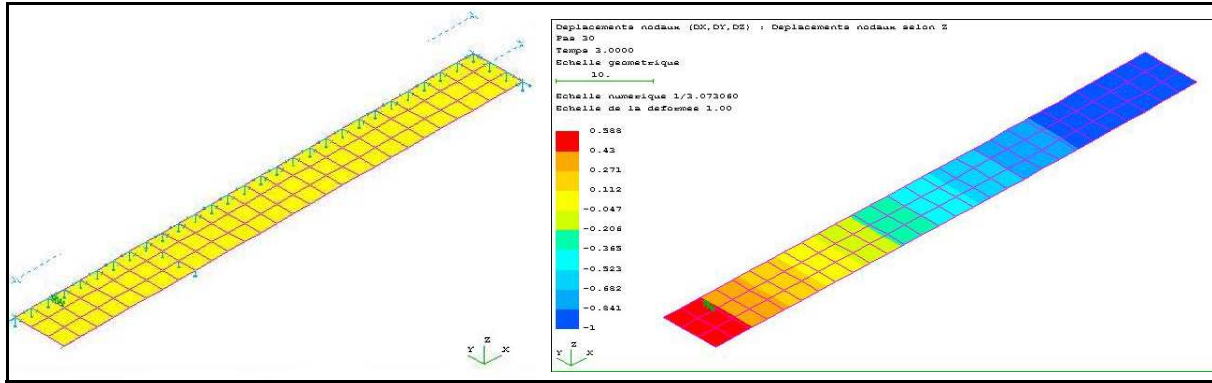 Deplacements nodaux (DX,DY,DZ) : Deplacements nodaux selon Z
Pas 30
Temps 3.0000
Echelle geometrique
10.
Echelle numerique 1/3.073060
Echelle de la deformee 1.00
0.588
0.43
0.271
0.112
-0.047
-0.206
-0.365
-0.523
-0.682
-0.841
-1
Z
Y X
Z
Y X